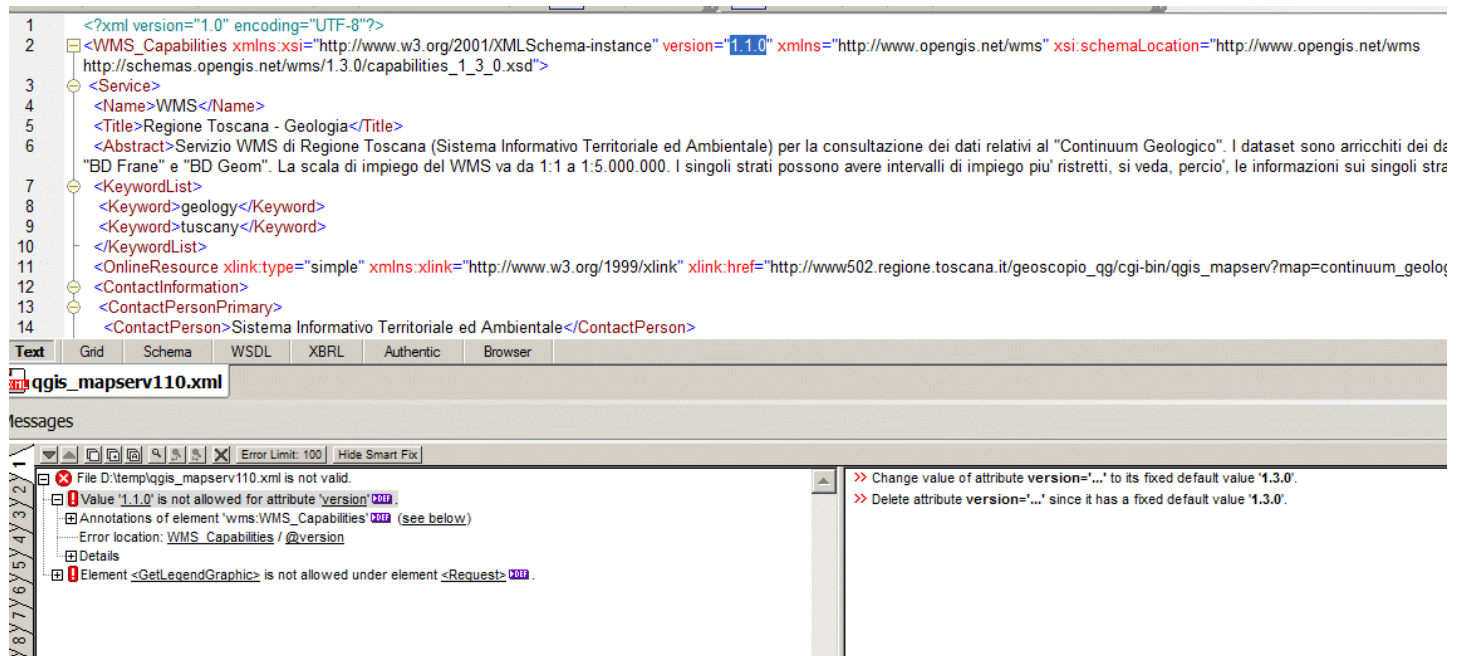 1 <?xml version="1.0" encoding="UTF-8"?>
2 <WMS_Capabilities xmlns:xsi="http://www.w3.org/2001/XMLSchema-instance" version="1.1.0" xmlns="http://www.opengis.net/wms" xsi:schemaLocation="http://www.opengis.net/wms
http://schemas.opengis.net/wms/1.3.0/capabilities_1_3_0.xsd">
3 <Service>
4 <Name>WMS</Name>
5 <Title>Regione Toscana - Geologia</Title>
6 <Abstract>Servizio WMS di Regione Toscana (Sistema Informativo Territoriale ed Ambientale) per la consultazione dei dati relativi al "Continuum Geologico". I dataset sono arricchiti dei da
"BD Frane" e "BD Geom". La scala di impiego del WMS va da 1:1 a 1:5.000.000. I singoli strati possono avere intervalli di impiego piu' ristretti, si veda, percio', le informazioni sui singoli stra
7 <KeywordList>
8 <Keyword>geology</Keyword>
9 <Keyword>tuscany</Keyword>
10 </KeywordList>
11 <OnlineResource xlink:type="simple" xmlns:xlink="http://www.w3.org/1999/xlink" xlink:href="http://www502.regione.toscana.it/geoscopio_qg/cgi-bin/qgis_mapserv?map=continuum_geolog
12 <ContactInformation>
13 <ContactPersonPrimary>
14 <ContactPerson>Sistema Informativo Territoriale ed Ambientale</ContactPerson>
Text Grid Schema WSDL XBRL Authentic Browser
qgis_mapserv110.xml
Messages
Error Limit: 100 Hide Smart Fix
File D:\temp\qgis_mapserv110.xml is not valid.
Value '1.1.0' is not allowed for attribute 'version' DEF .
Annotations of element 'wms:WMS_Capabilities' DEF (see below)
Error location: WMS_Capabilities / @version
Details
Element <GetLegendGraphic> is not allowed under element <Request> DEF .
>> Change value of attribute version='...' to its fixed default value '1.3.0'.
>> Delete attribute version='...' since it has a fixed default value '1.3.0'.
1
2
3
4
5
6
7
8